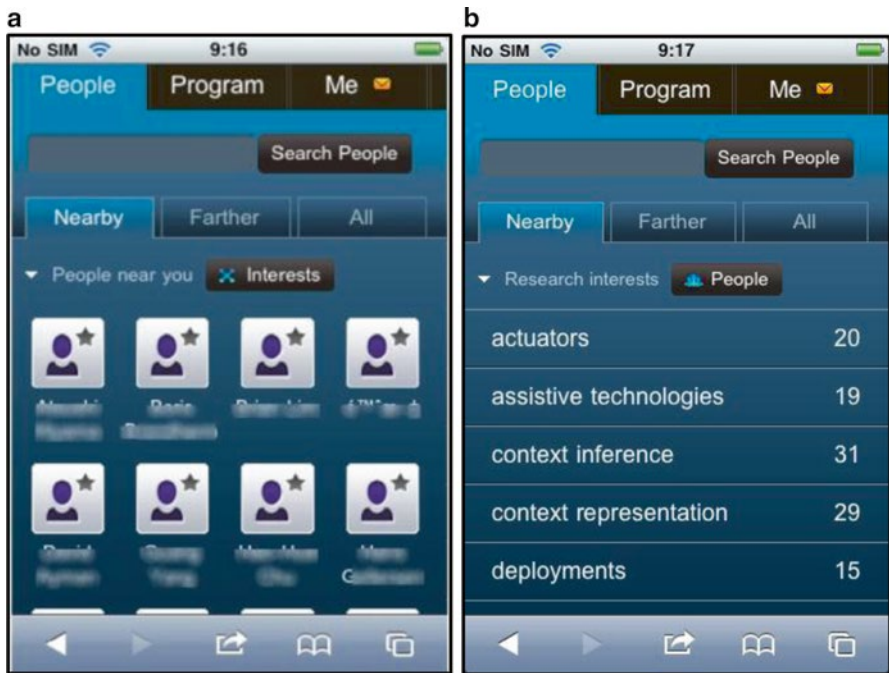 a
No SIM 9:16
People Program Me
Search People
Nearby Farther All
People near you Interests
b
No SIM 9:17
People Program Me
Search People
Nearby Farther All
Research interests People
actuators 20
assistive technologies 19
context inference 31
context representation 29
deployments 15